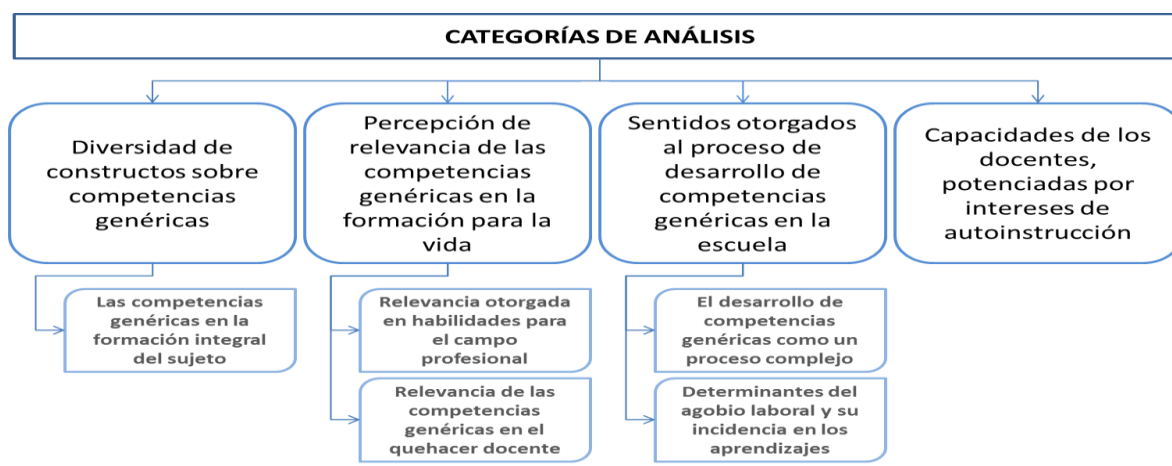 CATEGORÍAS DE ANÁLISIS
Diversidad de
constructos sobre
competencias
genéricas
Las competencias
genéricas en la
formación integral
del sujeto
Percepción de
relevancia de las
competencias
genéricas en la
formación para la
vida
Relevancia otorgada
en habilidades para
el campo
profesional
Relevancia de las
competencias
genéricas en el
quehacer docente
Sentidos otorgados
al proceso de
desarrollo de
competencias
genéricas en la
escuela
El desarrollo de
competencias
genéricas como un
proceso complejo
Determinantes del
agobio laboral y su
incidencia en los
aprendizajes
Capacidades de los
docentes,
potenciadas por
intereses de
autoinstrucción